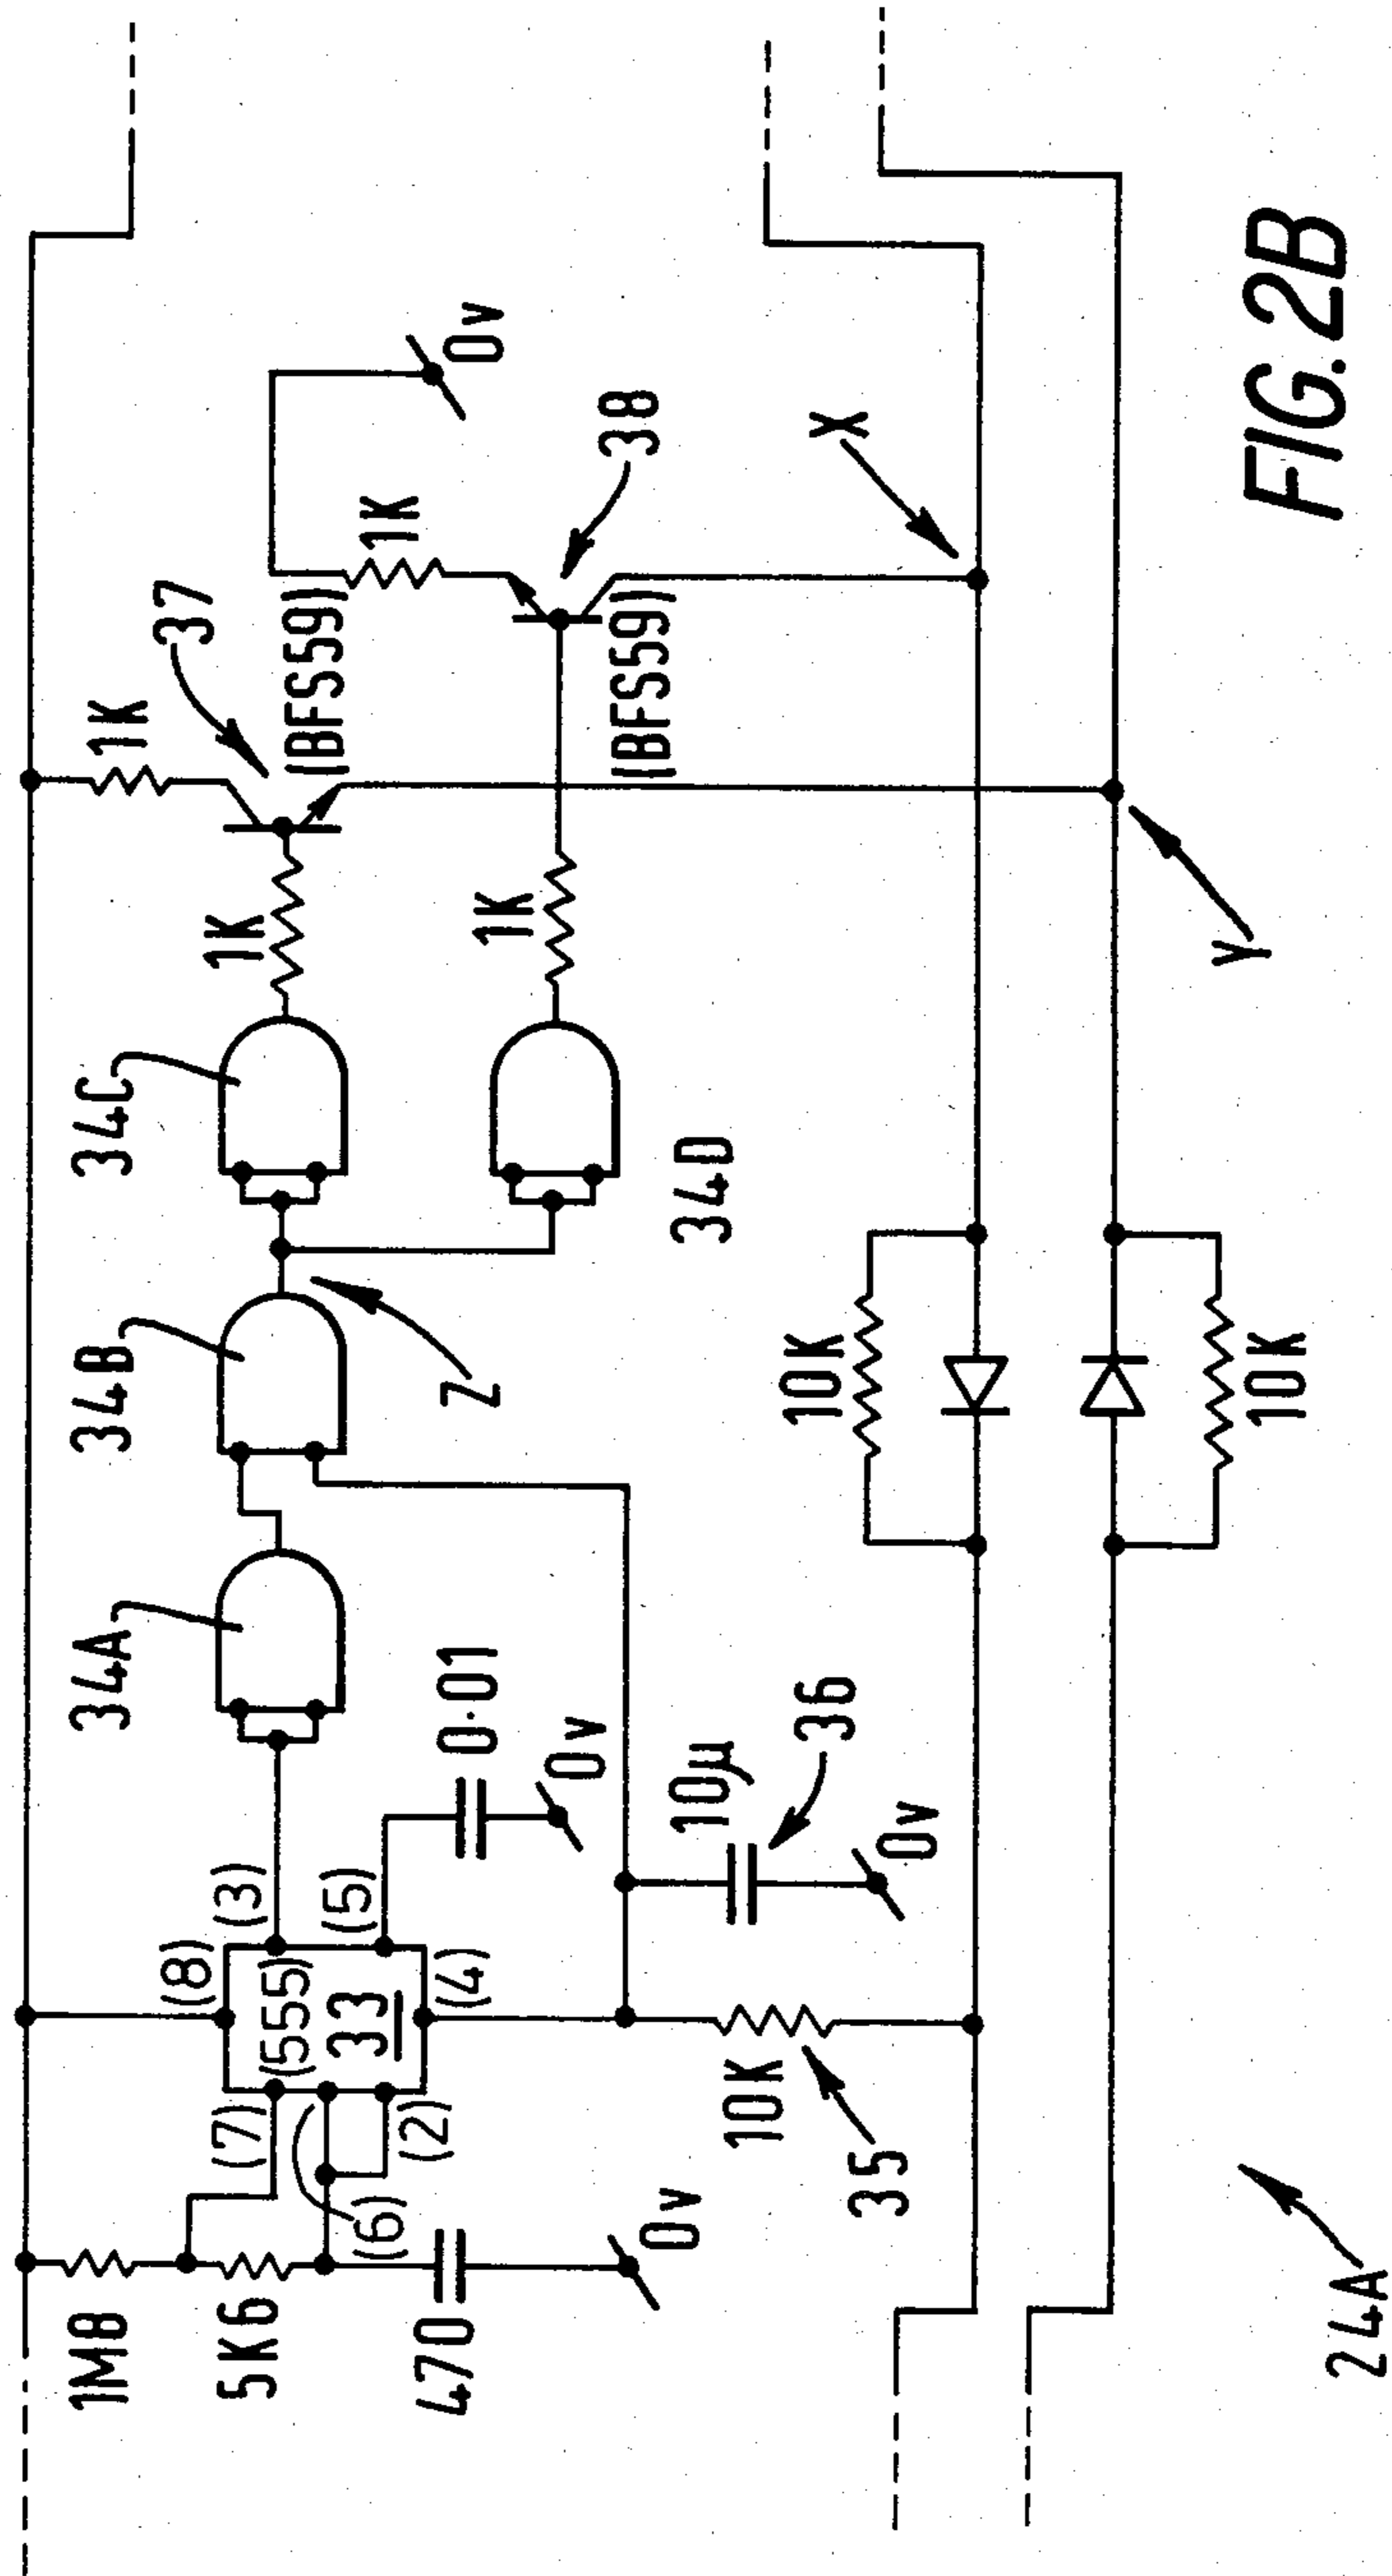 1M8
5K6
470
0v
(7)
(6)
(2)
(8)
(555)
33
(3)
(5)
(4)
0·01
0v
34A
34B
34C
34D
Z
1K
1K
1K
37
(BFS59)
1K
38
(BFS59)
0v
10K
35
10µ
36
0v
10K
10K
X
Y
24A
FIG. 2B